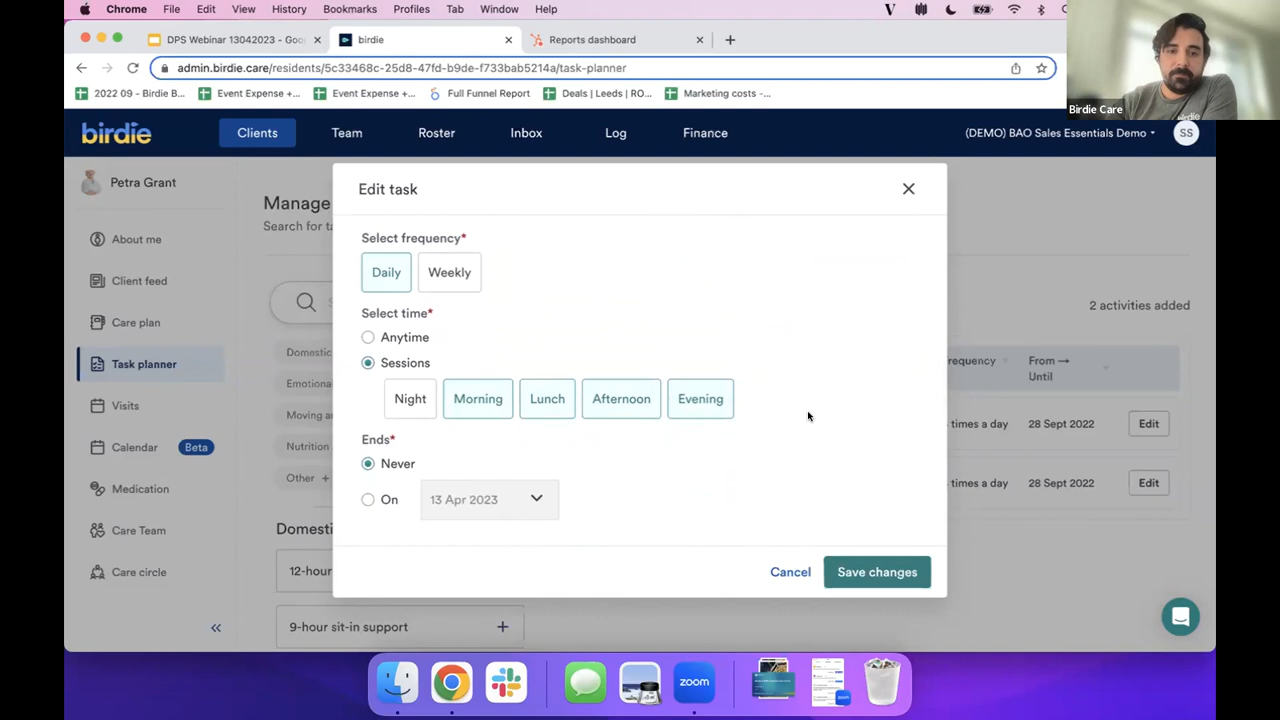 Chrome File Edit View History Bookmarks Profiles Tab Window Help
DPS Webinar 13042023 - Goo
birdie
Reports dashboard
admin.birdie.care/residents/5c33468c-25d8-47fd-b9de-f733bab5214a/task-planner
2022 09 - Birdie B... Event Expense +... Event Expense +... Full Funnel Report Deals | Leeds | RO... Marketing costs -...
Birdie Care
birdie Clients Team Roster Inbox Log Finance (DEMO) BAO Sales Essentials Demo SS
Petra Grant
About me
Client feed
Care plan
Task planner
Visits
Calendar Beta
Medication
Care Team
Care circle
Manage
Search for ta
Domestic
Emotional
Moving a
Nutrition
Other +
Domest
12-hour
9-hour sit-in support
Edit task
Select frequency*
Daily Weekly
Select time*
Anytime
Sessions
Night Morning Lunch Afternoon Evening
Ends*
Never
On 13 Apr 2023
Cancel Save changes
2 activities added
requency From →
Until
times a day 28 Sept 2022 Edit
times a day 28 Sept 2022 Edit
zoom